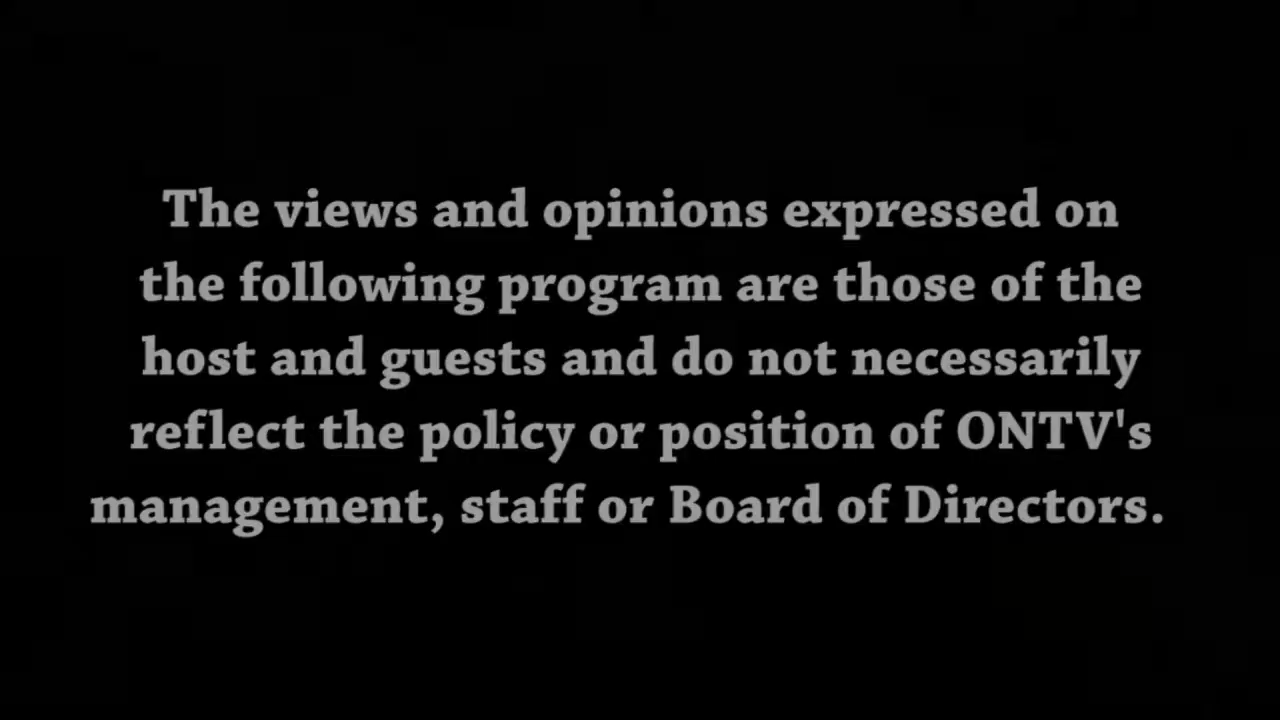 The views and opinions expressed on
the following program are those of the
host and guests and do not necessarily
reflect the policy or position of ONTV's
management, staff or Board of Directors.